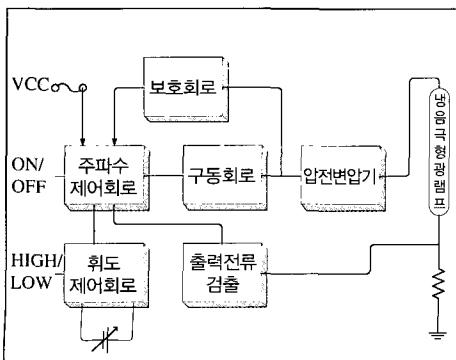 보호회로
VCC
ON/
OFF
주파수
제어회로
구동회로
압전변압기
냉음극형광램프
HIGH/
LOW
휘도
제어회로
출력전류
검출